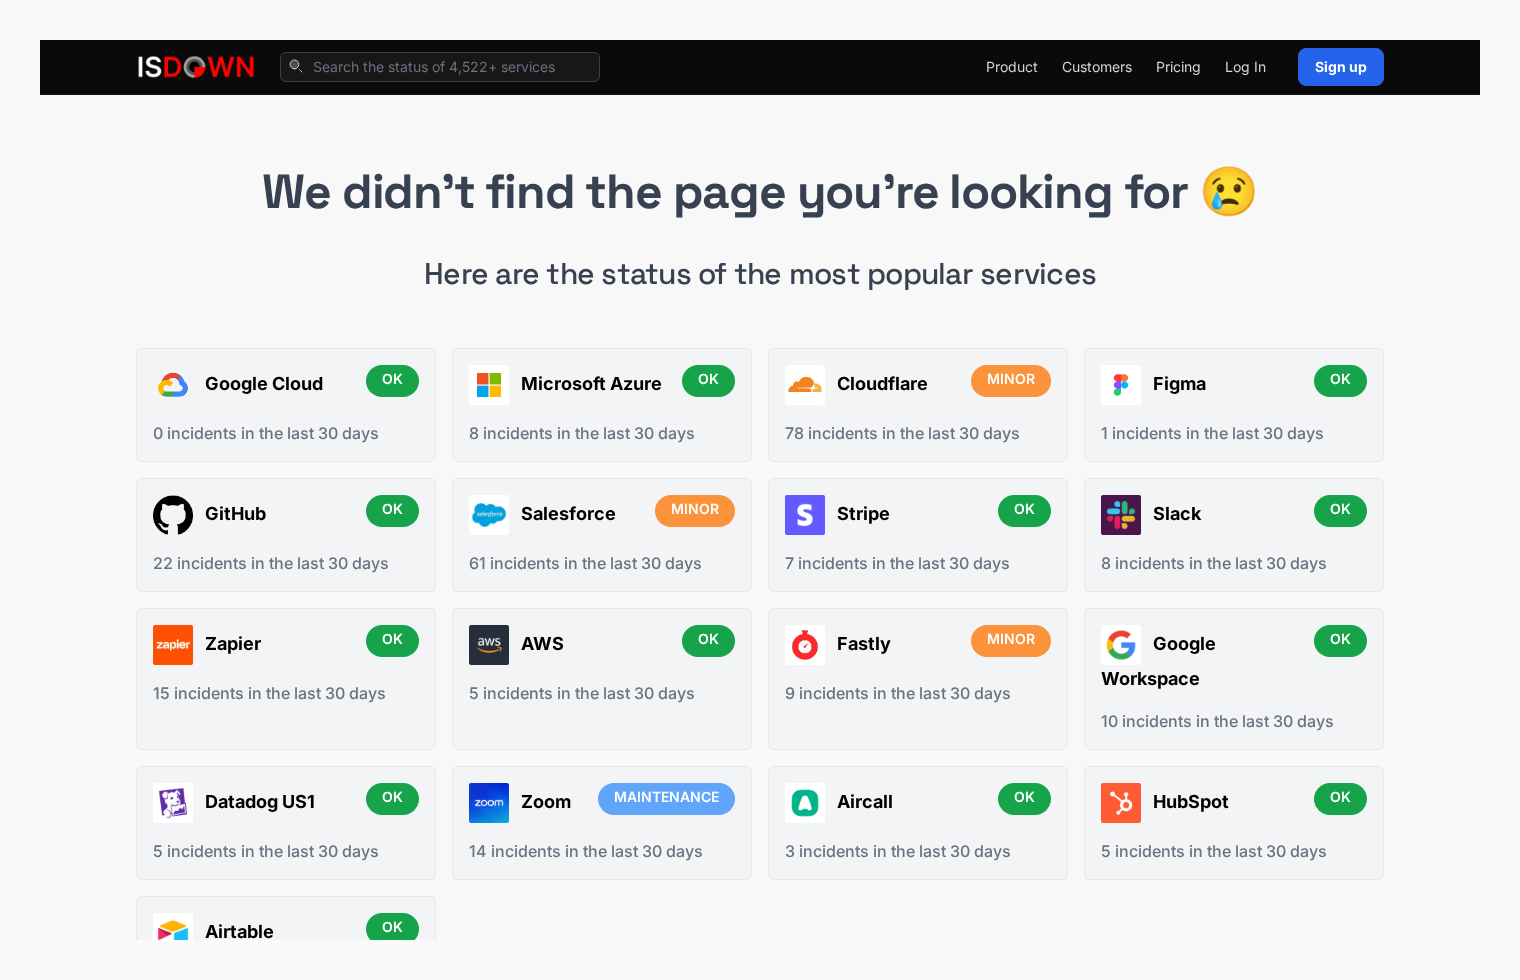 ISDOWN
Search the status of 4,522+ services
Product
Customers
Pricing
Log In
Sign up
We didn't find the page you're looking for 😢
Here are the status of the most popular services
Google Cloud
OK
0 incidents in the last 30 days
Microsoft Azure
OK
8 incidents in the last 30 days
Cloudflare
MINOR
78 incidents in the last 30 days
Figma
OK
1 incidents in the last 30 days
GitHub
OK
22 incidents in the last 30 days
salesforce
Salesforce
MINOR
61 incidents in the last 30 days
S
Stripe
OK
7 incidents in the last 30 days
Slack
OK
8 incidents in the last 30 days
zapier
Zapier
OK
15 incidents in the last 30 days
aws
AWS
OK
5 incidents in the last 30 days
Fastly
MINOR
9 incidents in the last 30 days
G
Google
Workspace
OK
10 incidents in the last 30 days
Datadog US1
OK
5 incidents in the last 30 days
zoom
Zoom
MAINTENANCE
14 incidents in the last 30 days
A
Aircall
OK
3 incidents in the last 30 days
HubSpot
OK
5 incidents in the last 30 days
Airtable
OK